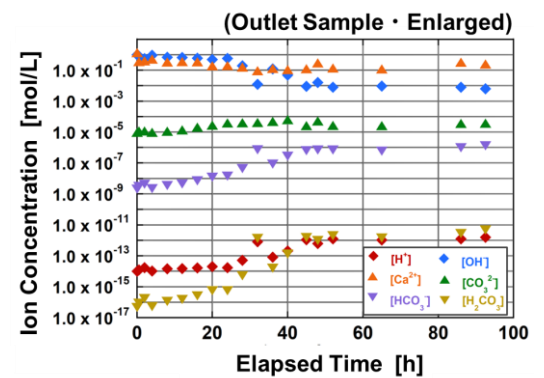 (Outlet Sample・Enlarged)
Ion Concentration [mol/L]
1.0 x 10⁻¹
1.0 x 10⁻³
1.0 x 10⁻⁵
1.0 x 10⁻⁷
1.0 x 10⁻⁹
1.0 x 10⁻¹¹
1.0 x 10⁻¹³
1.0 x 10⁻¹⁵
1.0 x 10⁻¹⁷
[H⁺] [OH⁻]
[Ca²⁺] [CO₃²⁻]
[HCO₃⁻] [H₂CO₃]
0 20 40 60 80 100
Elapsed Time [h]